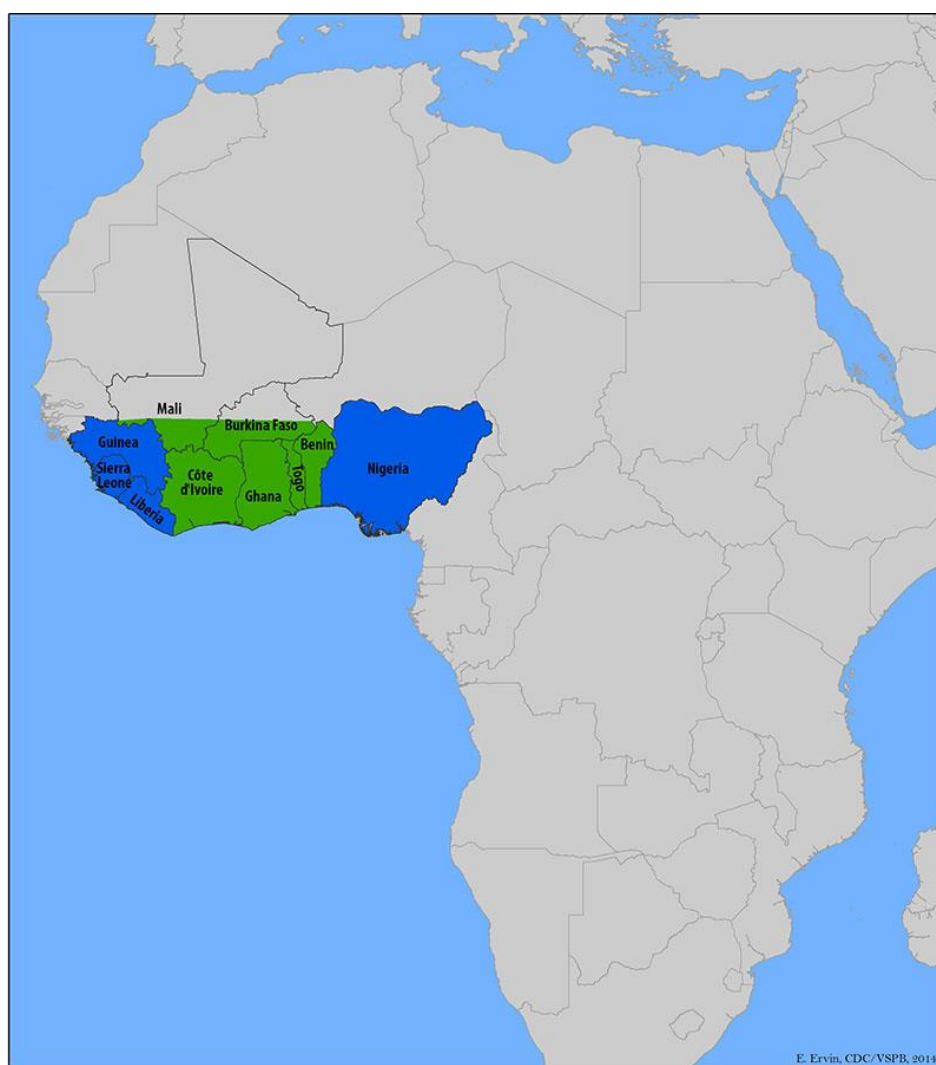 Mali
Burkina Faso
Guinea
Benin
Sierra
Leone
Côte
d'Ivoire
Togo
Nigeria
Ghana
Liberia
E. Ervin, CDC/VSPB, 2014